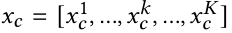 x_c = [x_c^1, ..., x_c^k, ..., x_c^K]